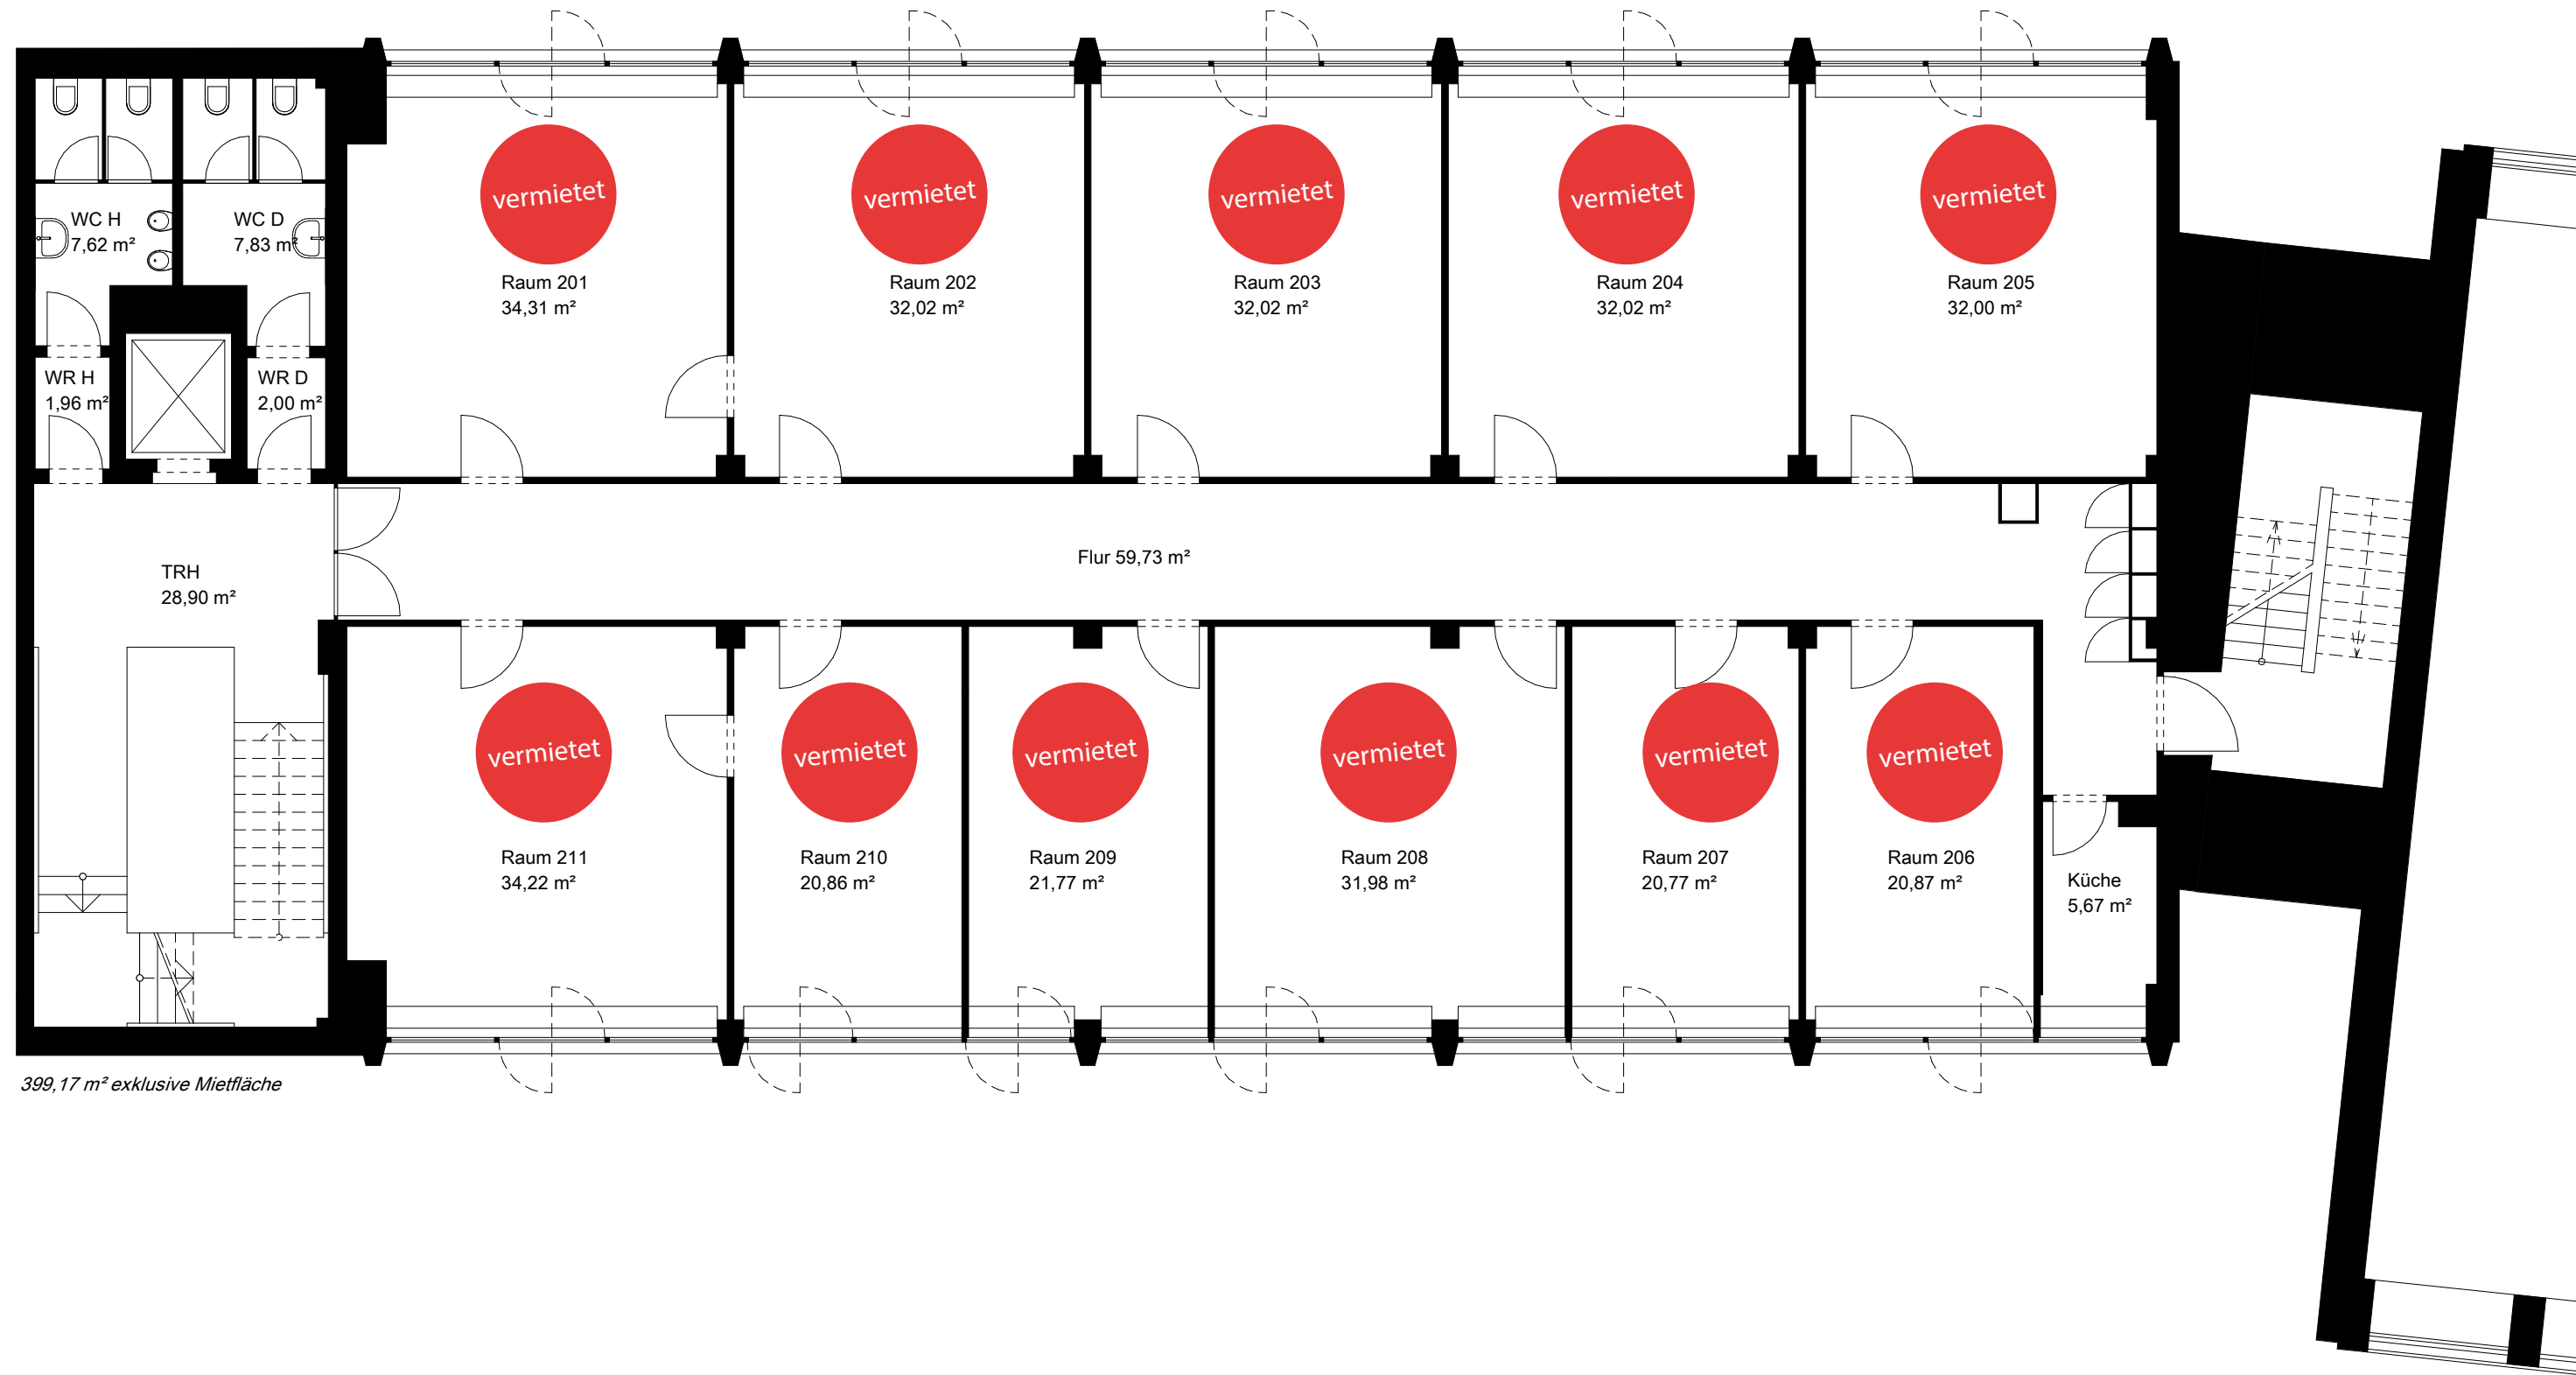 vermietet
vermietet
vermietet
vermietet
vermietet
WC H
7,62 m²
WC D
7,83 m²
Raum 201
34,31 m²
Raum 202
32,02 m²
Raum 203
32,02 m²
Raum 204
32,02 m²
Raum 205
32,00 m²
WR H
1,96 m²
WR D
2,00 m²
Flur 59,73 m²
TRH
28,90 m²
vermietet
vermietet
vermietet
vermietet
vermietet
vermietet
Raum 211
34,22 m²
Raum 210
20,86 m²
Raum 209
21,77 m²
Raum 208
31,98 m²
Raum 207
20,77 m²
Raum 206
20,87 m²
Küche
5,67 m²
399,17 m² exklusive Mietfläche